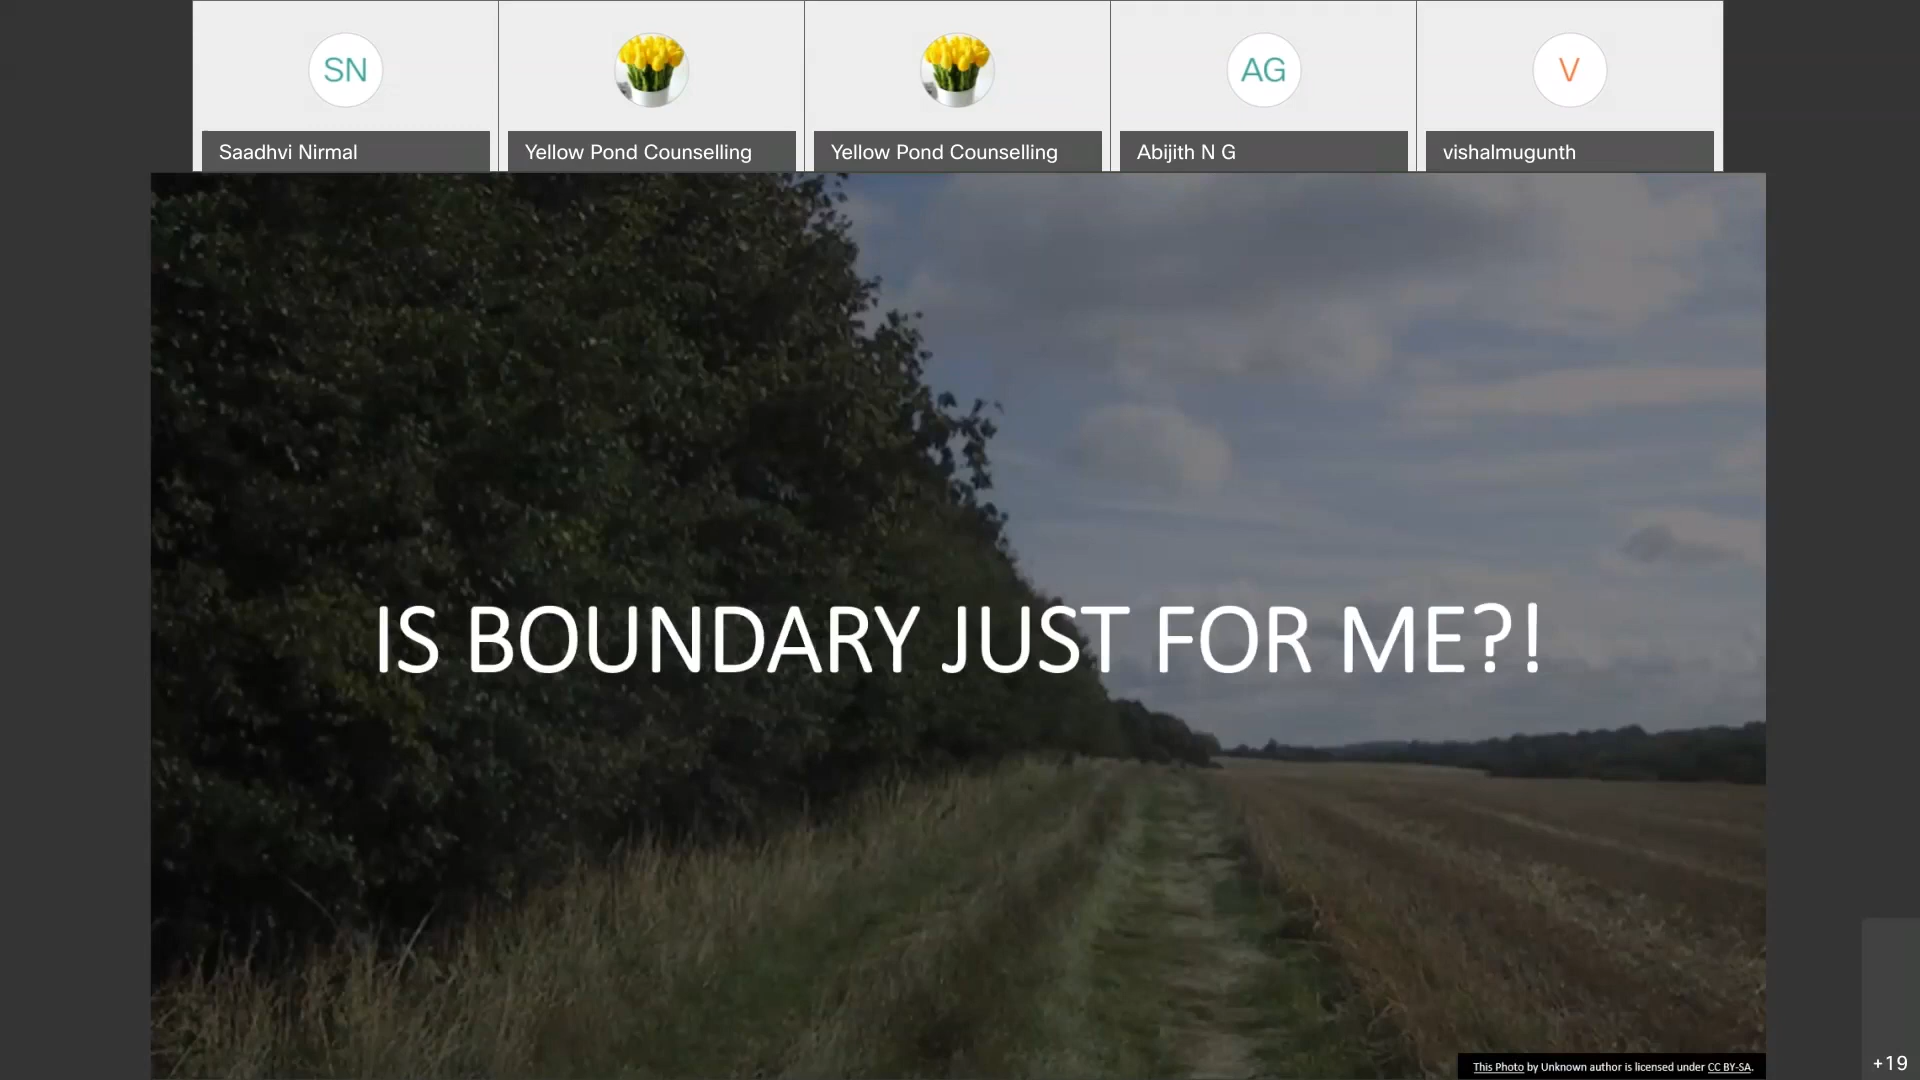 SN
AG
V
Saadhvi Nirmal
Yellow Pond Counselling
Yellow Pond Counselling
Abijith N G
vishalmugunth
IS BOUNDARY JUST FOR ME?!
This Photo by Unknown author is licensed under CC BY-SA.
+19